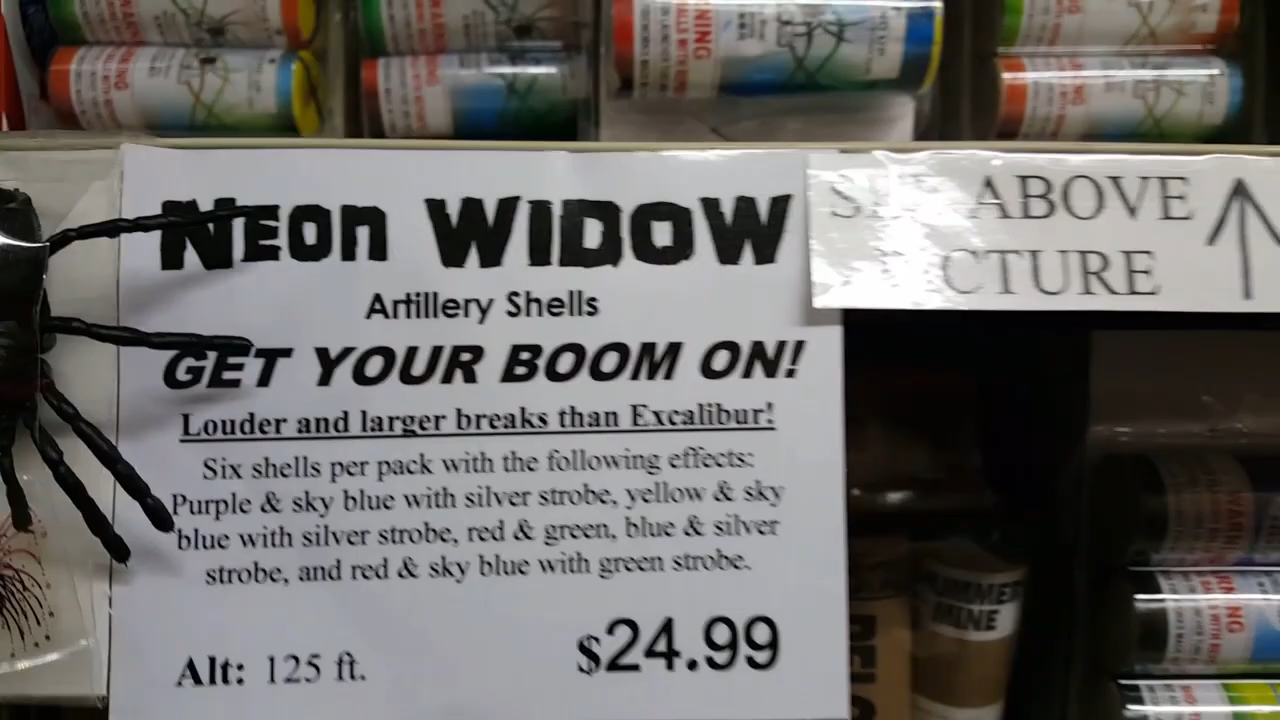 WARNING
NEON WIDOW
Artillery Shells
GET YOUR BOOM ON!
Louder and larger breaks than Excalibur!
Six shells per pack with the following effects:
Purple & sky blue with silver strobe, yellow & sky
blue with silver strobe, red & green, blue & silver
strobe, and red & sky blue with green strobe.
Alt: 125 ft.
$24.99
ABOVE
WARNING